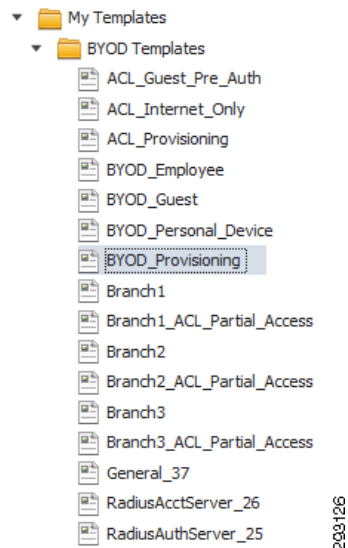 My Templates
BYOD Templates
ACL_Guest_Pre_Auth
ACL_Internet_Only
ACL_Provisioning
BYOD_Employee
BYOD_Guest
BYOD_Personal_Device
BYOD_Provisioning
Branch1
Branch1_ACL_Partial_Access
Branch2
Branch2_ACL_Partial_Access
Branch3
Branch3_ACL_Partial_Access
General_37
RadiusAcctServer_26
RadiusAuthServer_25
293126